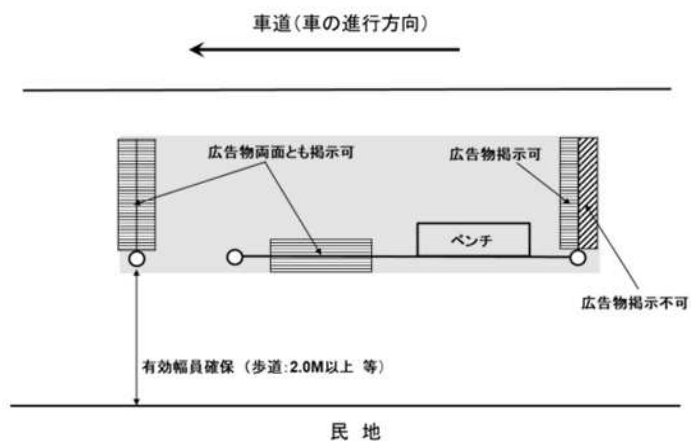 車道(車の進行方向)
広告物両面とも掲示可
広告物掲示可
ベンチ
広告物掲示不可
有効幅員確保 (歩道:2.0M以上 等)
民 地